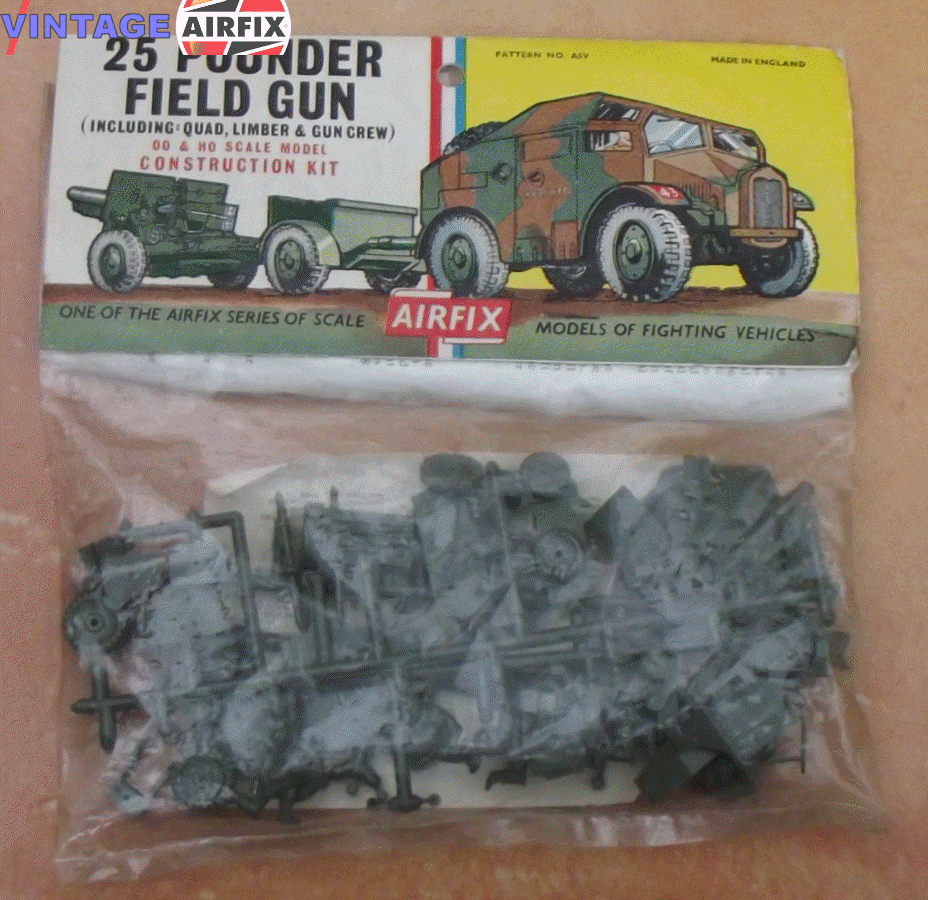 VINTAGE AIRFIX
25 POUNDER
FIELD GUN
(INCLUDING: QUAD, LIMBER & GUN CREW)
OO & HO SCALE MODEL
CONSTRUCTION KIT
PATTERN NO. A5V
MADE IN ENGLAND
43
ONE OF THE AIRFIX SERIES OF SCALE
AIRFIX
MODELS OF FIGHTING VEHICLES